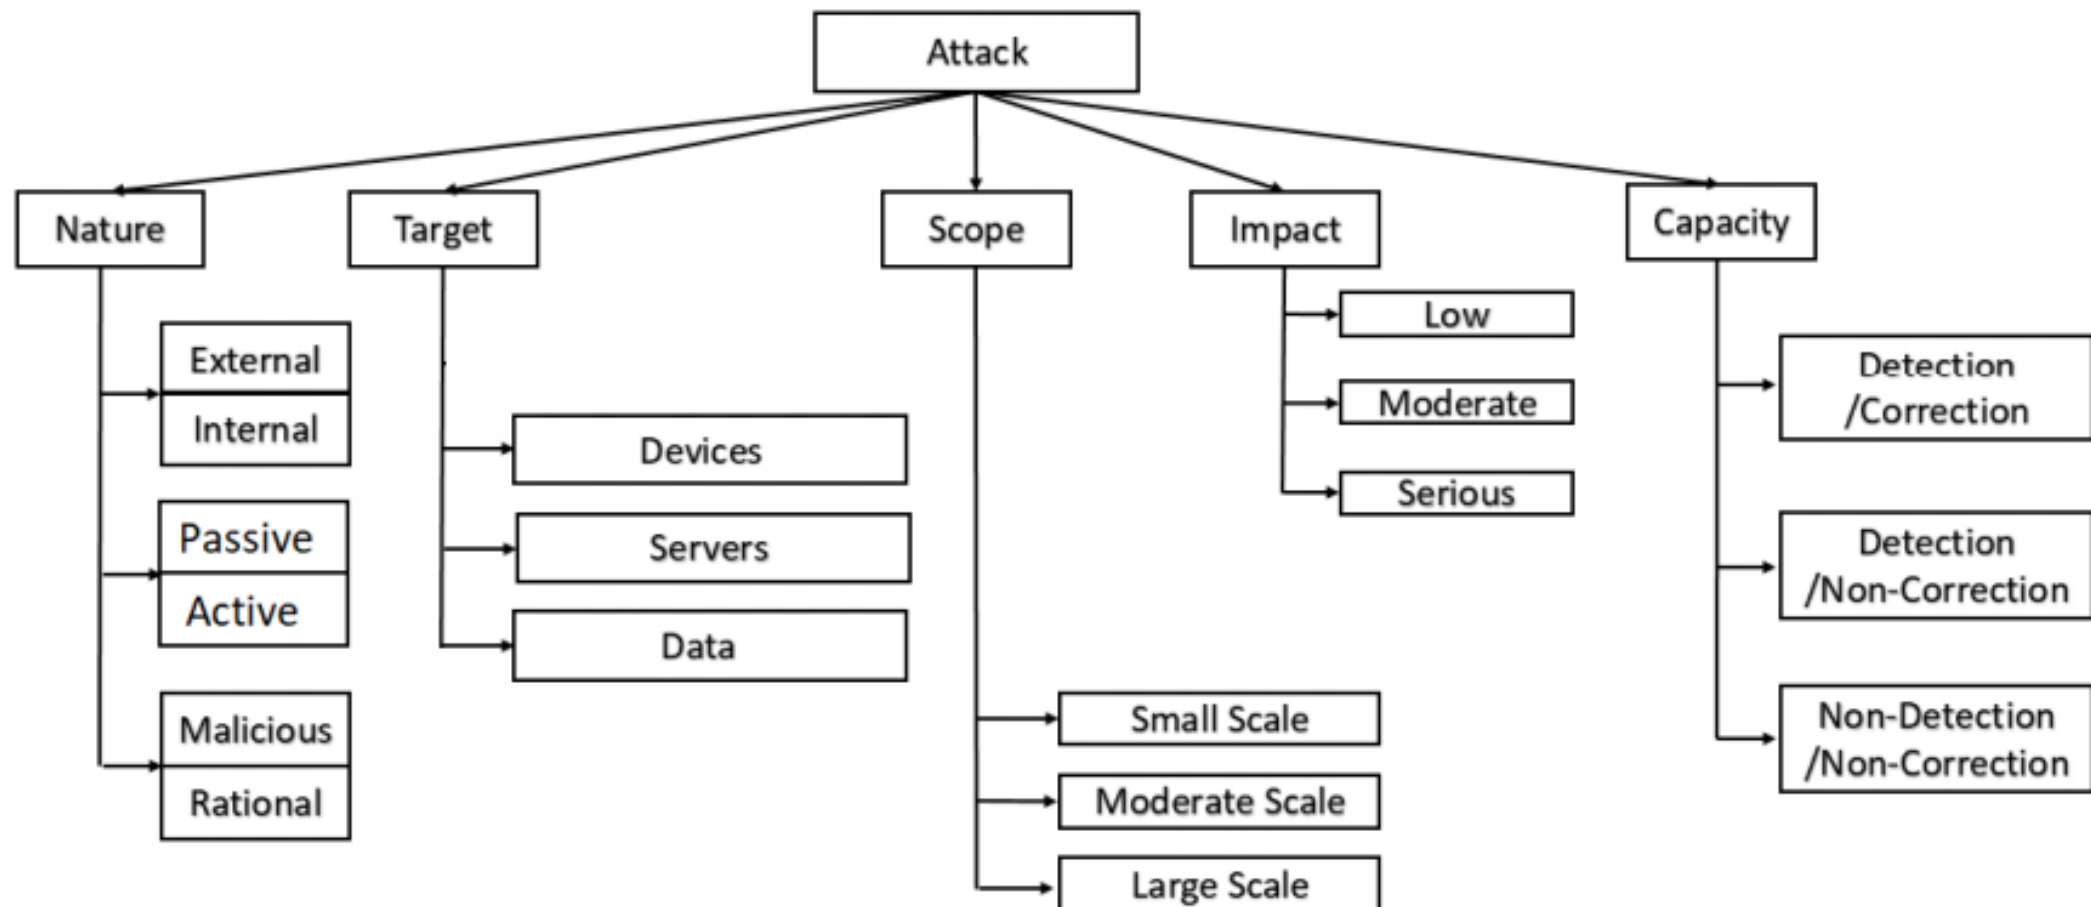 Attack
Nature
Target
Scope
Impact
Capacity
External
Internal
Passive
Active
Malicious
Rational
Devices
Servers
Data
Small Scale
Moderate Scale
Large Scale
Low
Moderate
Serious
Detection
/Correction
Detection
/Non-Correction
Non-Detection
/Non-Correction